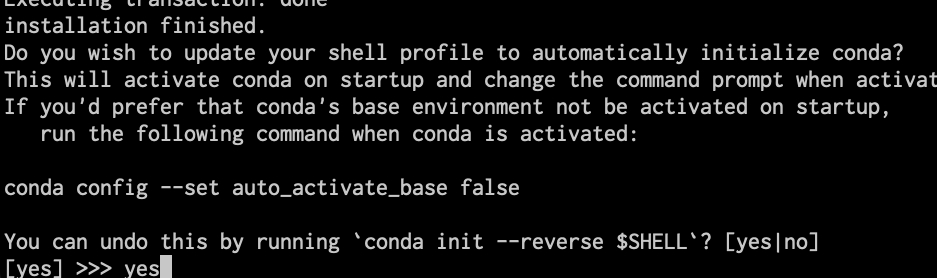 Executing transaction: done
installation finished.
Do you wish to update your shell profile to automatically initialize conda?
This will activate conda on startup and change the command prompt when activat
If you'd prefer that conda's base environment not be activated on startup,
   run the following command when conda is activated:

conda config --set auto_activate_base false

You can undo this by running `conda init --reverse $SHELL`? [yes|no]
[yes] >>> yes